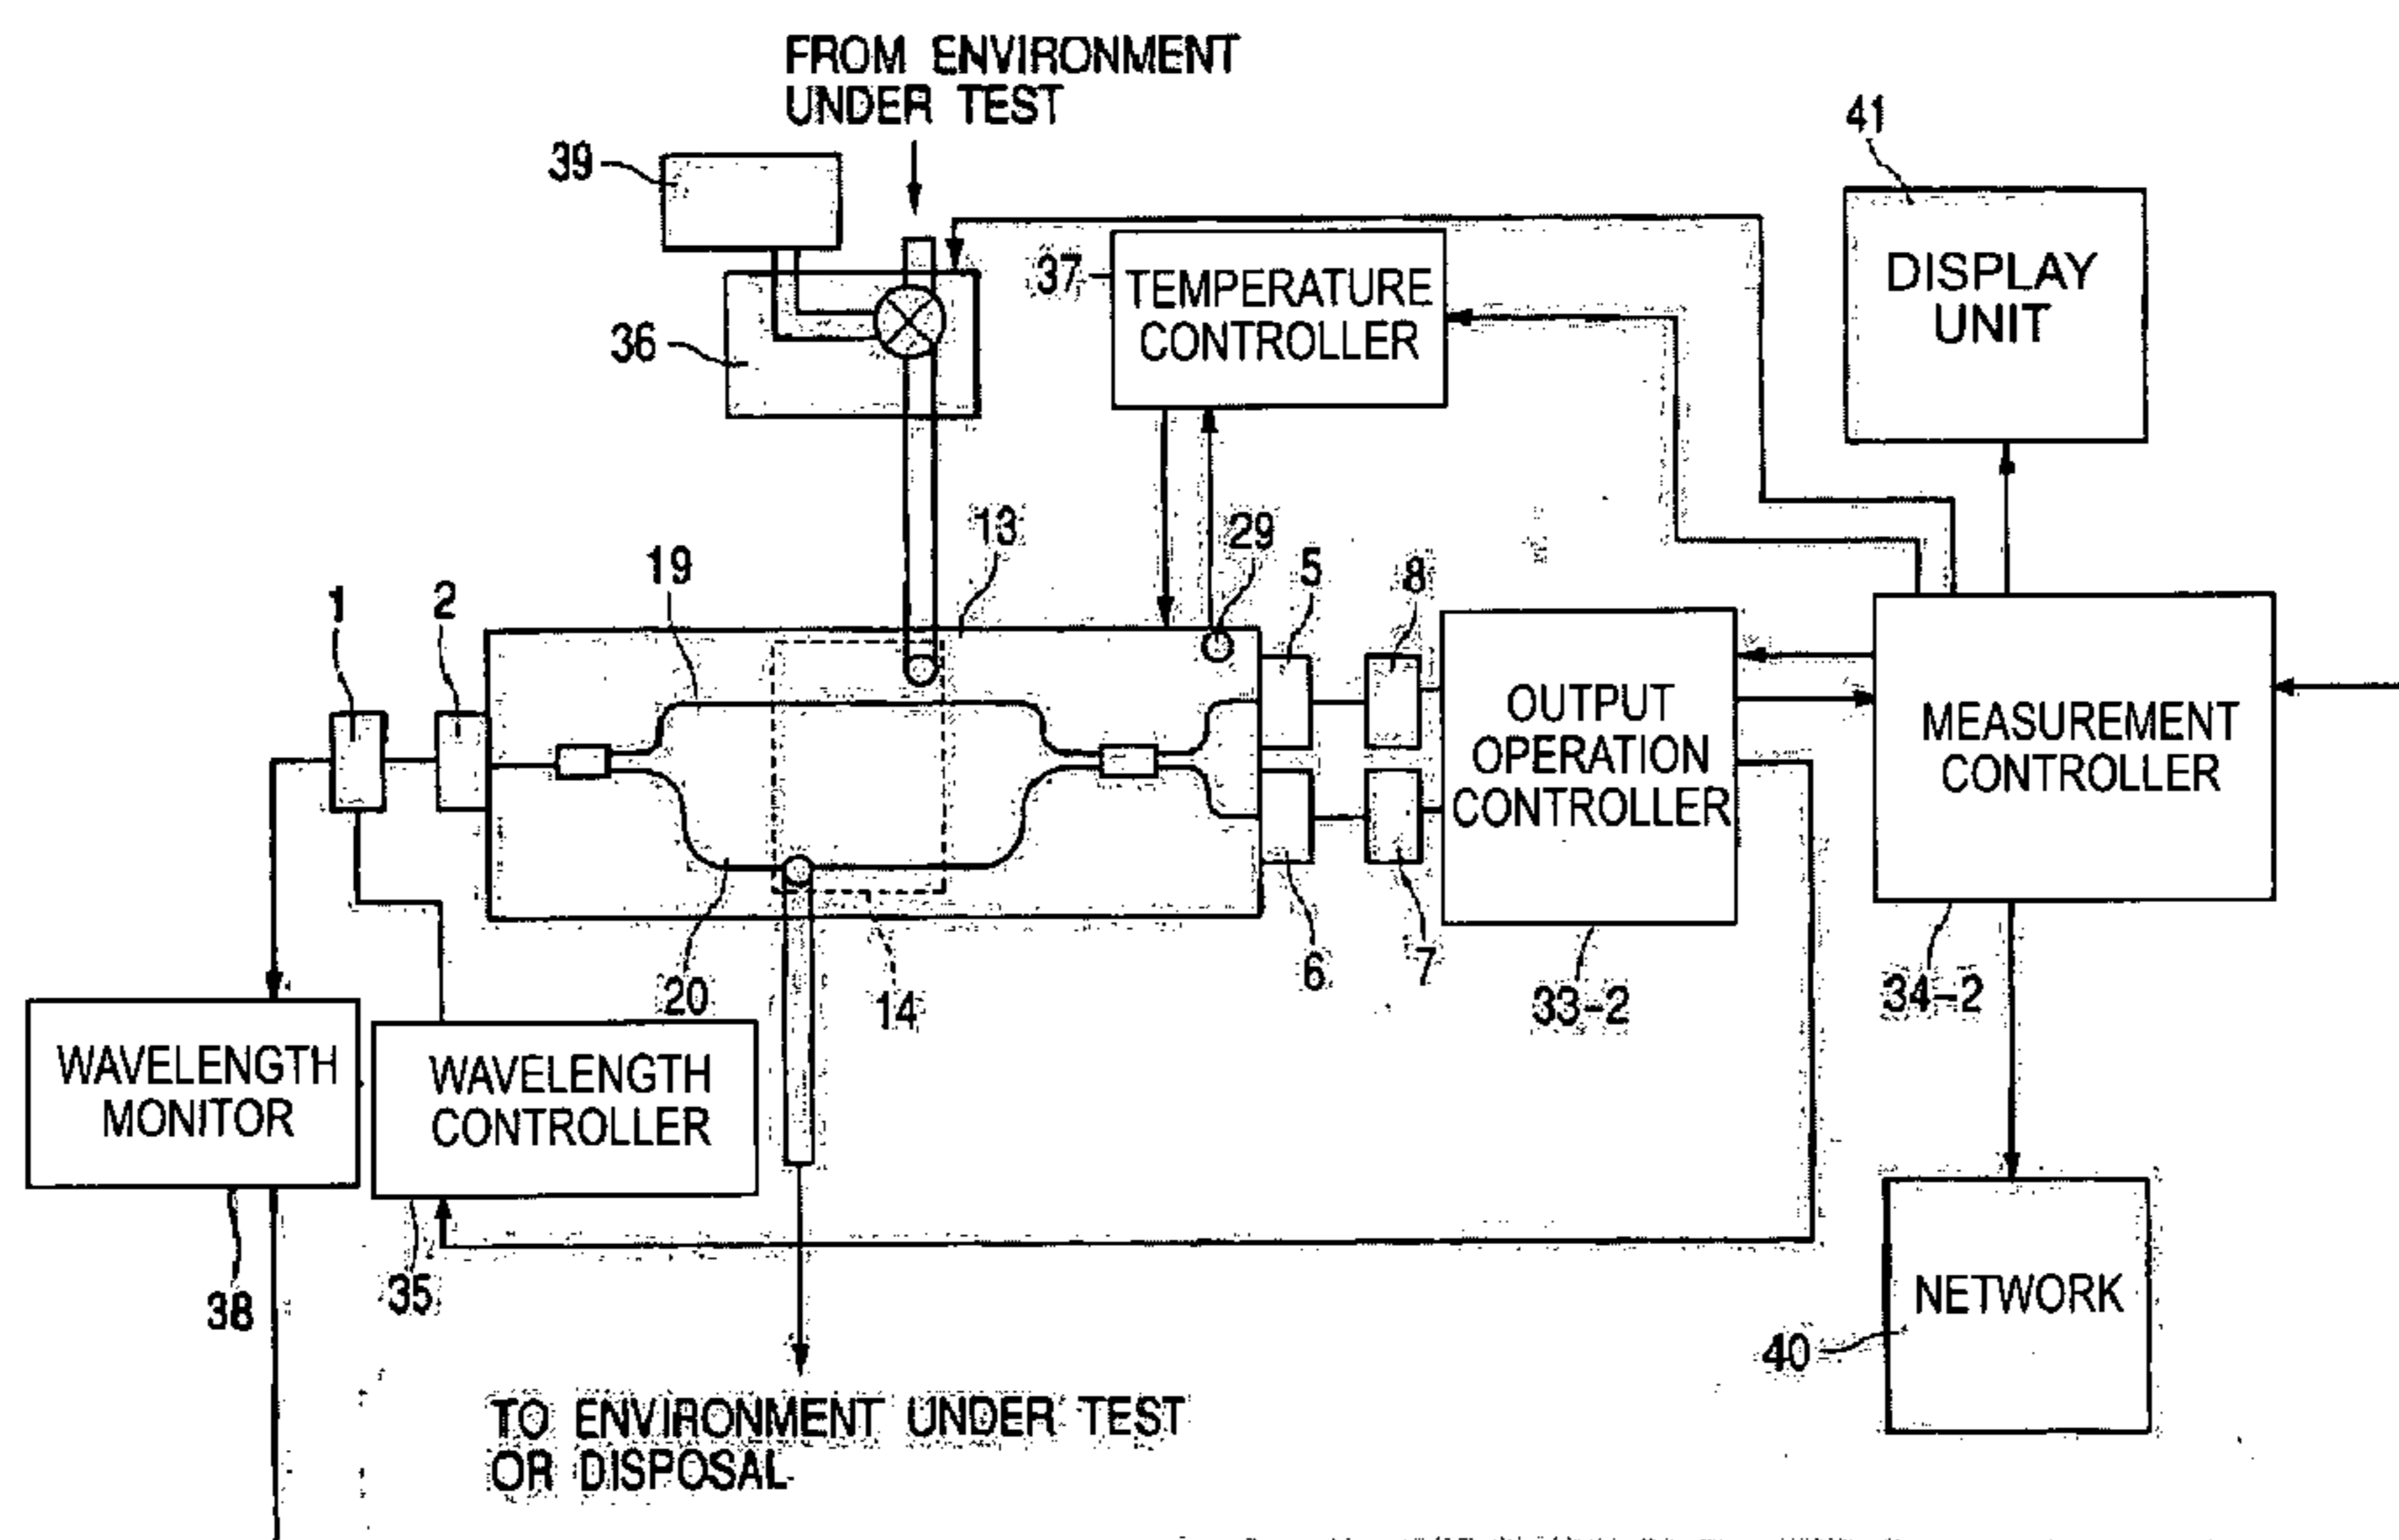 FROM ENVIRONMENT
UNDER TEST
39
41
37
TEMPERATURE
CONTROLLER
DISPLAY
UNIT
36
13
29
5
8
19
1
2
OUTPUT
OPERATION
CONTROLLER
MEASUREMENT
CONTROLLER
20
14
6
7
33-2
34-2
WAVELENGTH
MONITOR
WAVELENGTH
CONTROLLER
38
35
NETWORK
40
TO ENVIRONMENT UNDER TEST
OR DISPOSAL